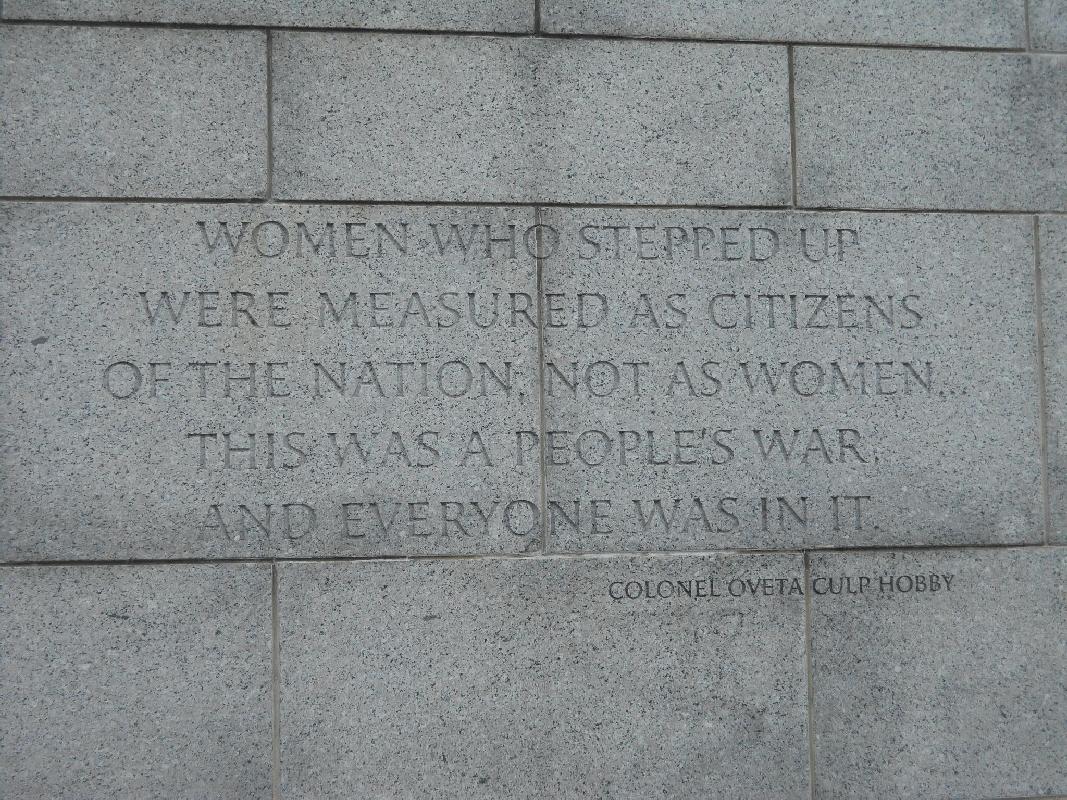 WOMEN WHO STEPPED UP
WERE MEASURED AS CITIZENS
OF THE NATION, NOT AS WOMEN...
THIS WAS A PEOPLE'S WAR,
AND EVERYONE WAS IN IT.
COLONEL OVETA CULP HOBBY